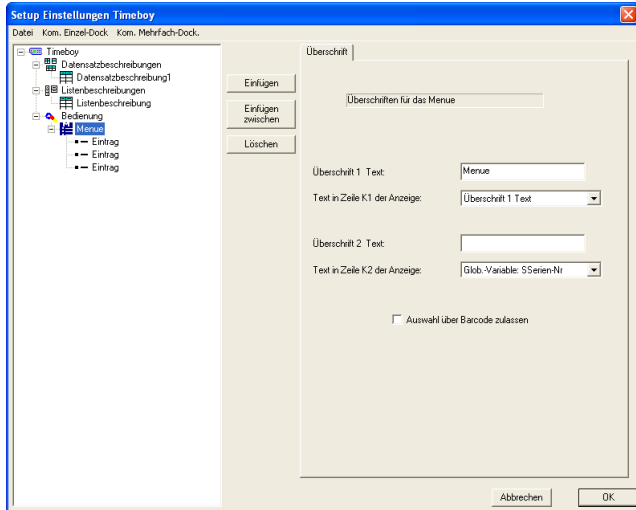 Setup Einstellungen Timeboy
Datei Kom. Einzel-Dock Kom. Mehrfach-Dock.
Timeboy
Datensatzbeschreibungen
Datensatzbeschreibung1
Listenbeschreibungen
Listenbeschreibung
Bedienung
Menue
Eintrag
Eintrag
Eintrag
Einfügen
Einfügen
zwischen
Löschen
Überschrift
Überschriften für das Menue
Überschrift 1 Text: Menue
Text in Zeile K1 der Anzeige: Überschrift 1 Text
Überschrift 2 Text:
Text in Zeile K2 der Anzeige: Glob.-Variable: SSerien-Nr
Auswahl über Barcode zulassen
Abbrechen OK